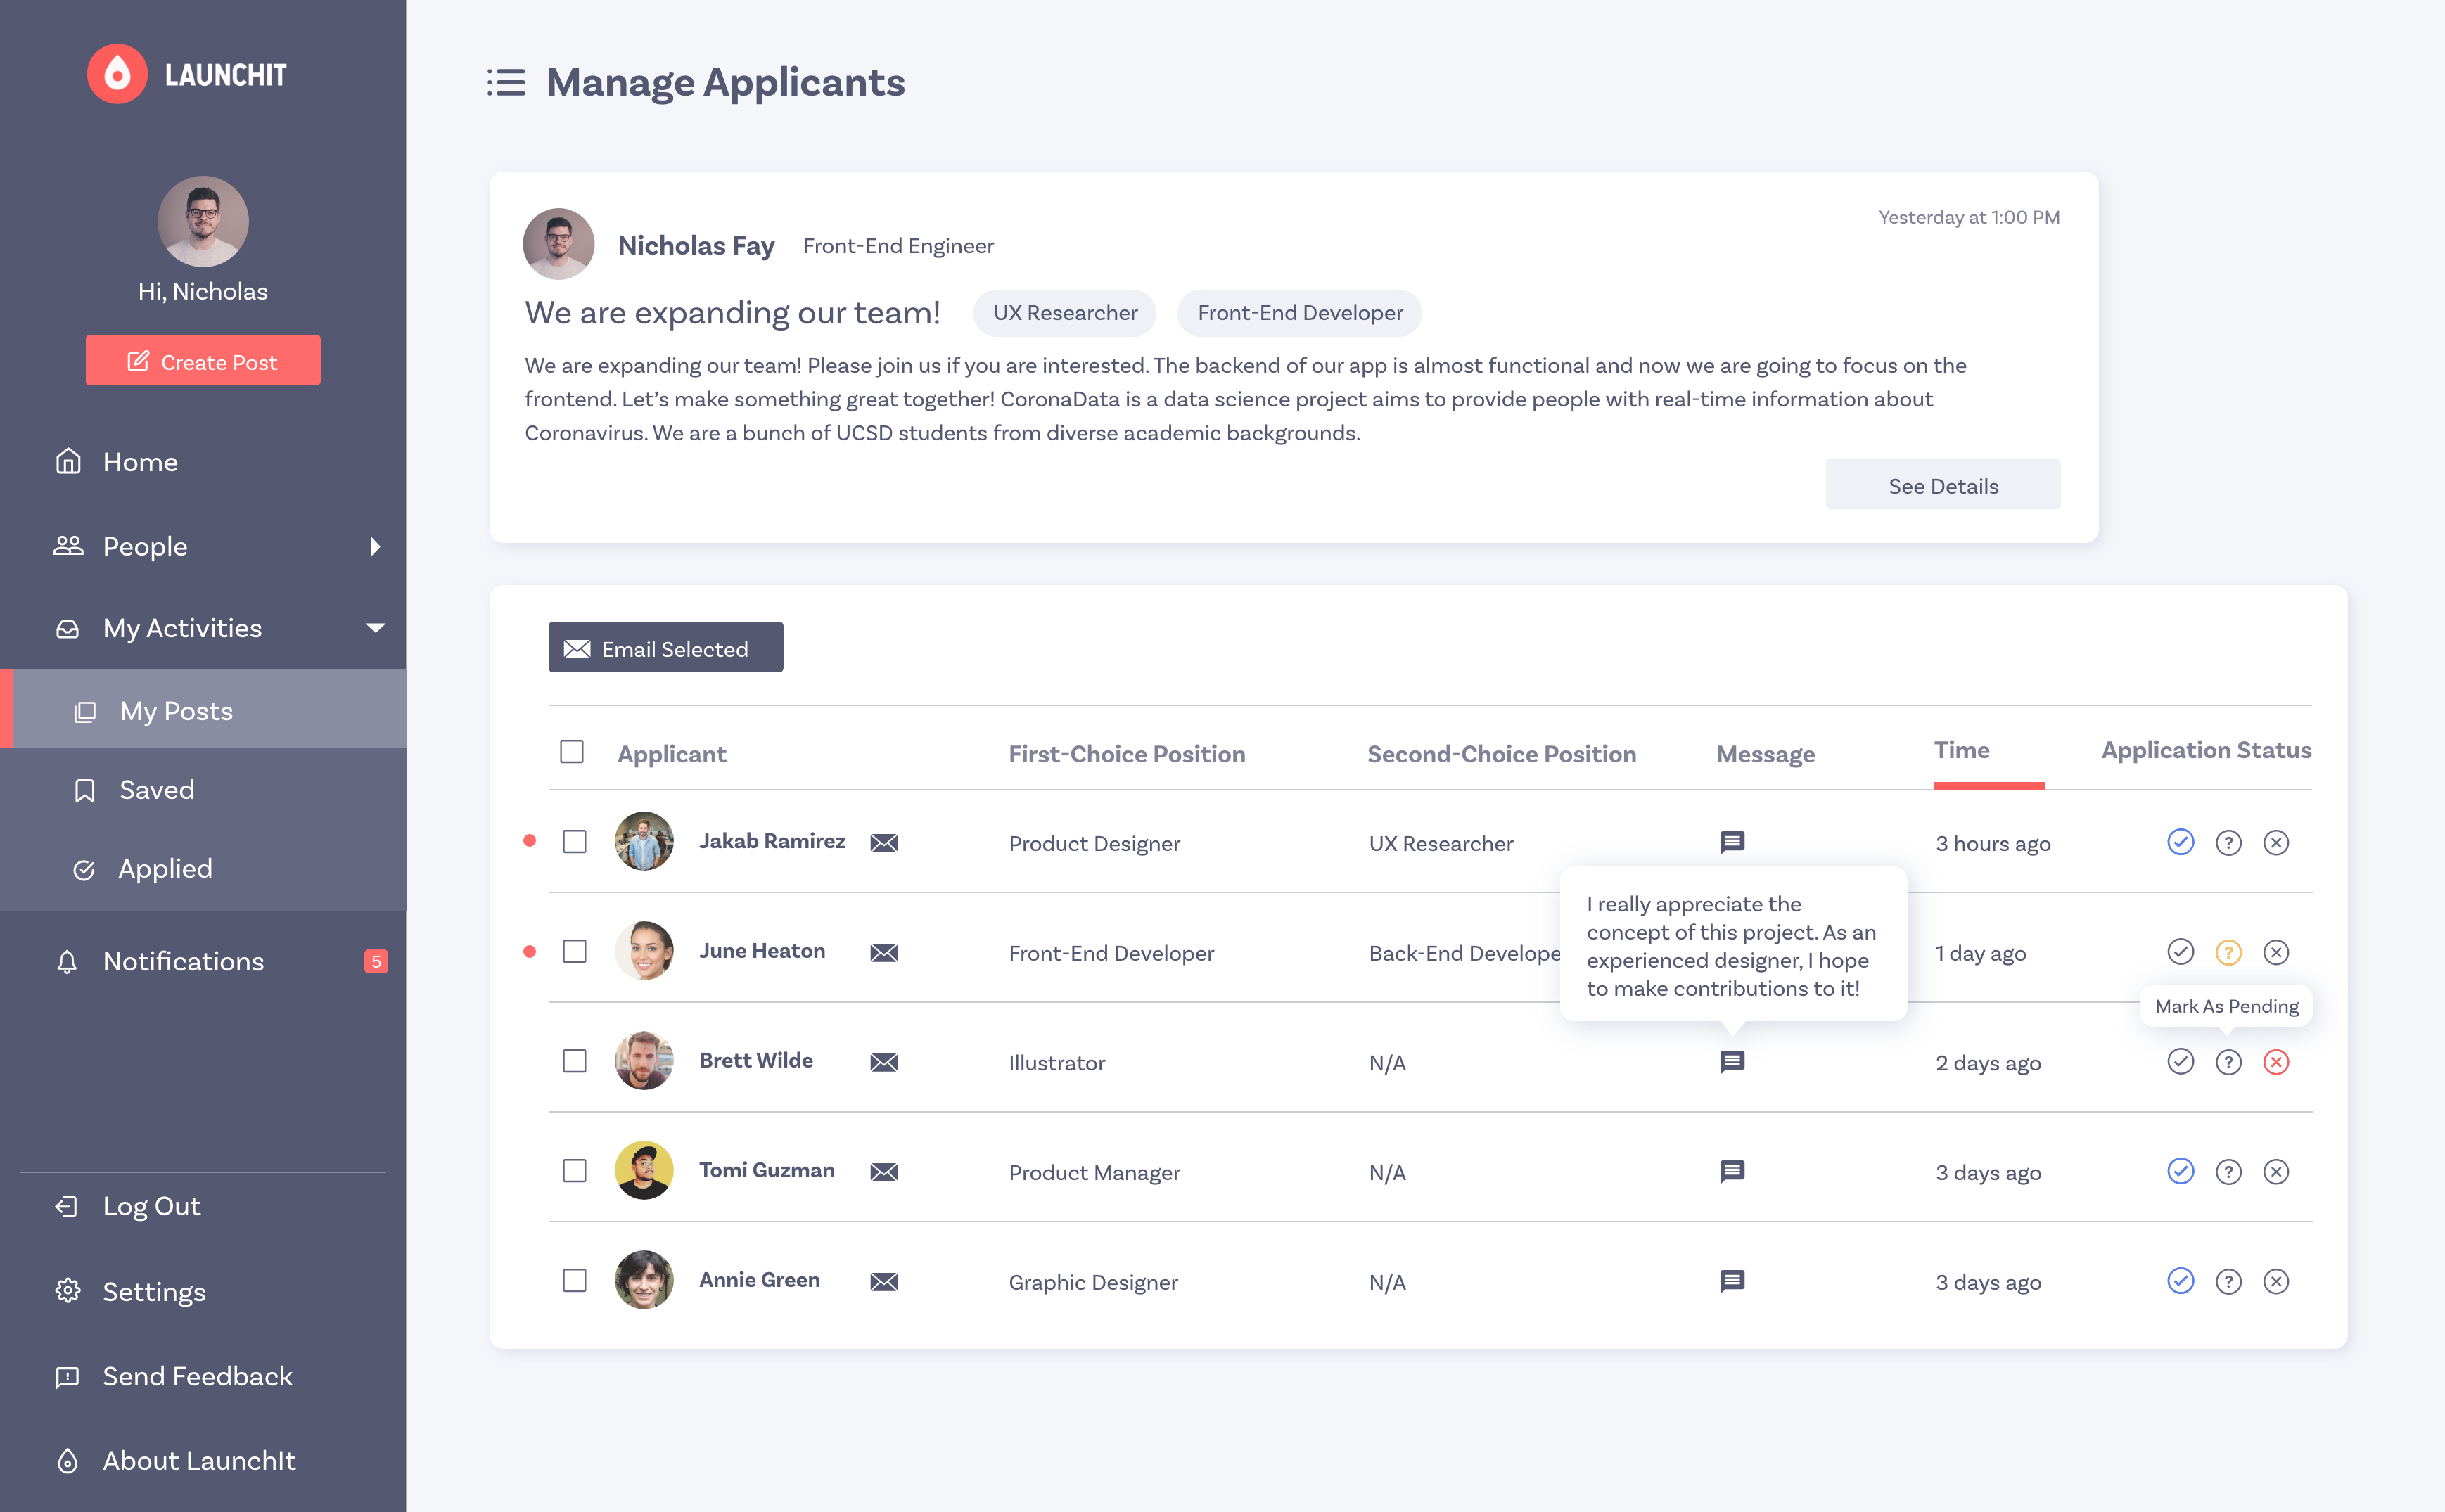 LAUNCHIT
Hi, Nicholas
Create Post
Home
People
My Activities
My Posts
Saved
Applied
Notifications 5
Log Out
Settings
Send Feedback
About LaunchIt
Manage Applicants
Yesterday at 1:00 PM
Nicholas Fay Front-End Engineer
We are expanding our team! UX Researcher Front-End Developer
We are expanding our team! Please join us if you are interested. The backend of our app is almost functional and now we are going to focus on the
frontend. Let’s make something great together! CoronaData is a data science project aims to provide people with real-time information about
Coronavirus. We are a bunch of UCSD students from diverse academic backgrounds.
See Details
Email Selected
Applicant First-Choice Position Second-Choice Position Message Time Application Status
Jakab Ramirez Product Designer UX Researcher 3 hours ago ?
June Heaton Front-End Developer Back-End Develope 1 day ago ?
I really appreciate the
concept of this project. As an
experienced designer, I hope
to make contributions to it!
Mark As Pending
Brett Wilde Illustrator N/A 2 days ago ?
Tomi Guzman Product Manager N/A 3 days ago ?
Annie Green Graphic Designer N/A 3 days ago ?